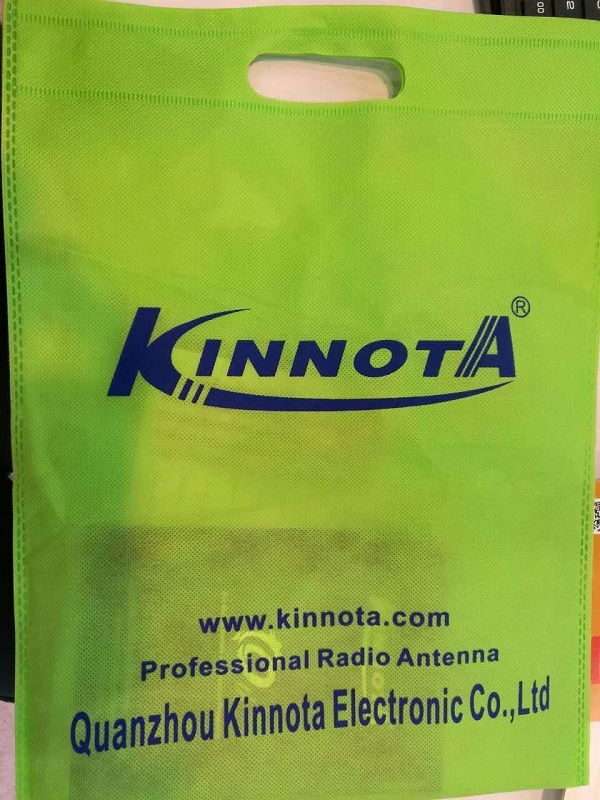 KINNOTA®
www.kinnota.com
Professional Radio Antenna
Quanzhou Kinnota Electronic Co.,Ltd